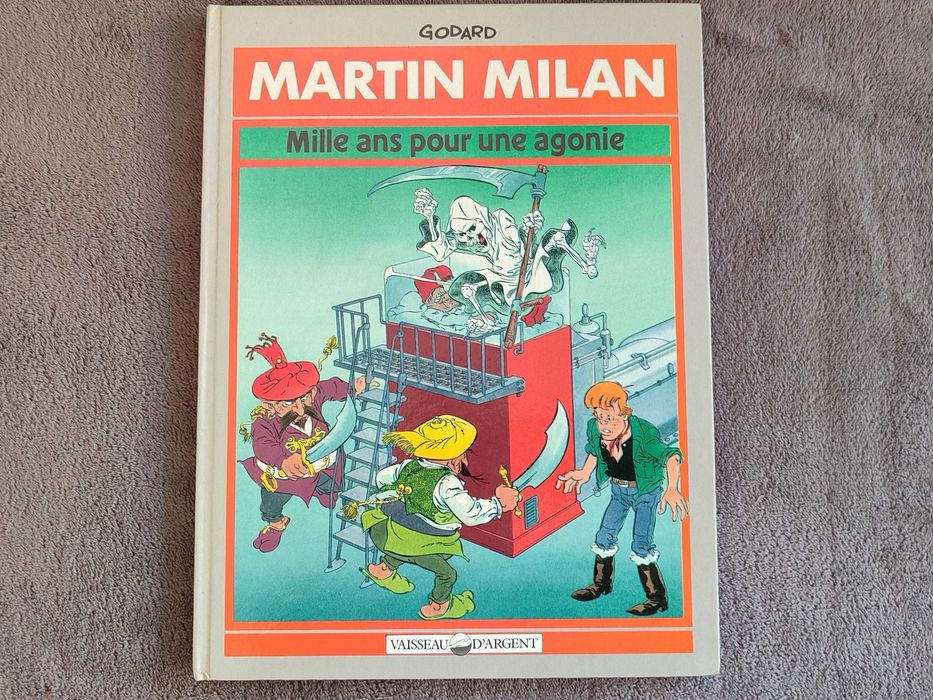 GODARD
MARTIN MILAN
Mille ans pour une agonie
VAISSEAU D'ARGENT